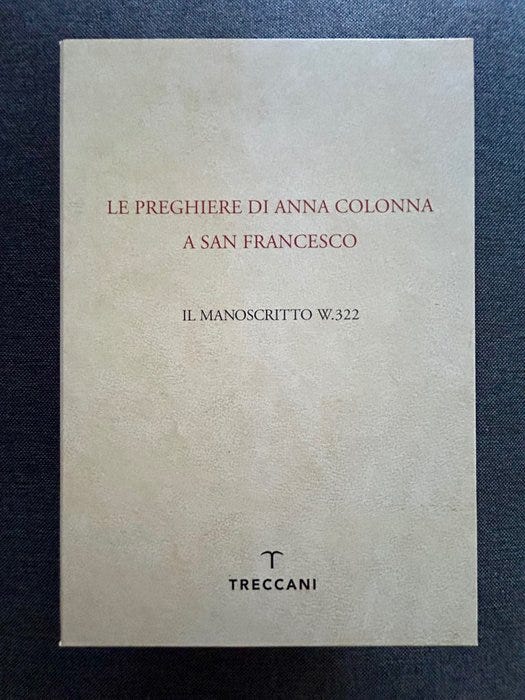 LE PREGHIERE DI ANNA COLONNA
A SAN FRANCESCO
IL MANOSCRITTO W.322
TRECCANI